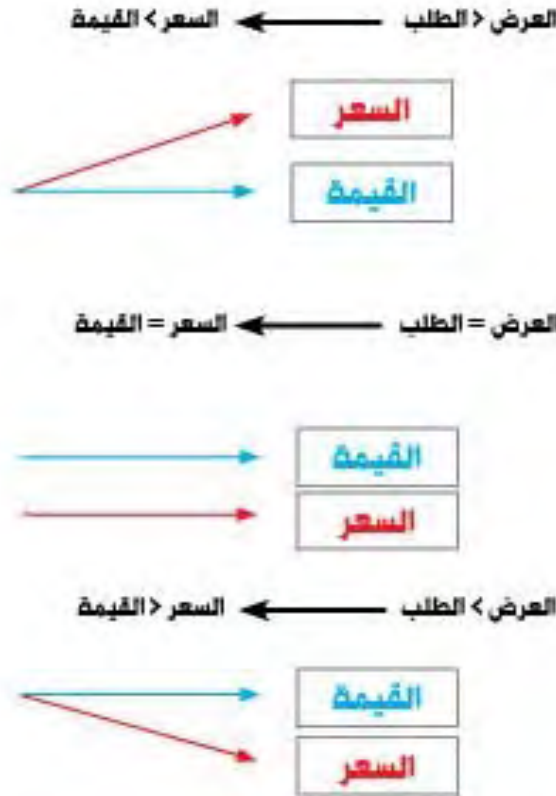 العرض < الطلب ← السعر > القيمة
السعر
القيمة
العرض = الطلب ← السعر = القيمة
القيمة
السعر
العرض > الطلب ← السعر < القيمة
القيمة
السعر